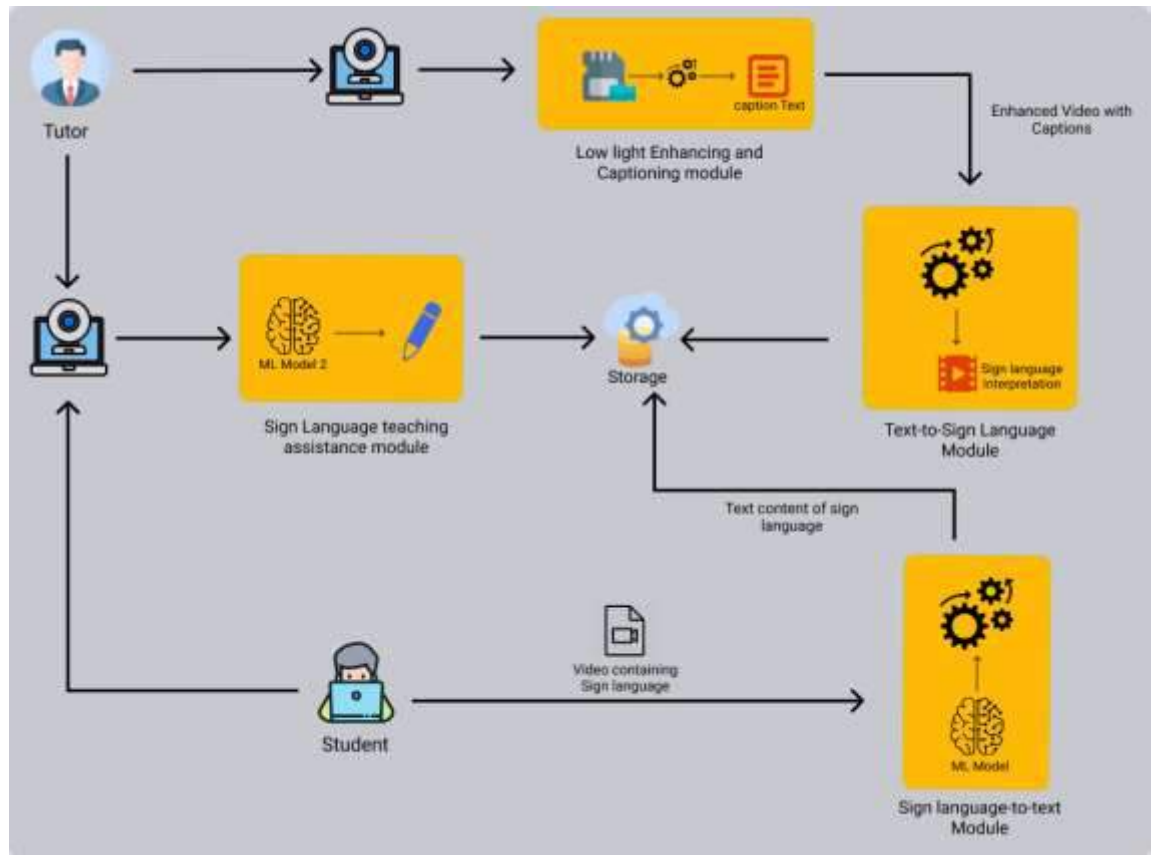 Tutor
caption Text
Low light Enhancing and
Captioning module
Enhanced Video with
Captions
ML Model 2
Sign Language teaching
assistance module
Storage
Sign language
Interpretation
Text-to-Sign Language
Module
Text content of sign
language
Video containing
Sign language
Student
ML Model
Sign language-to-text
Module